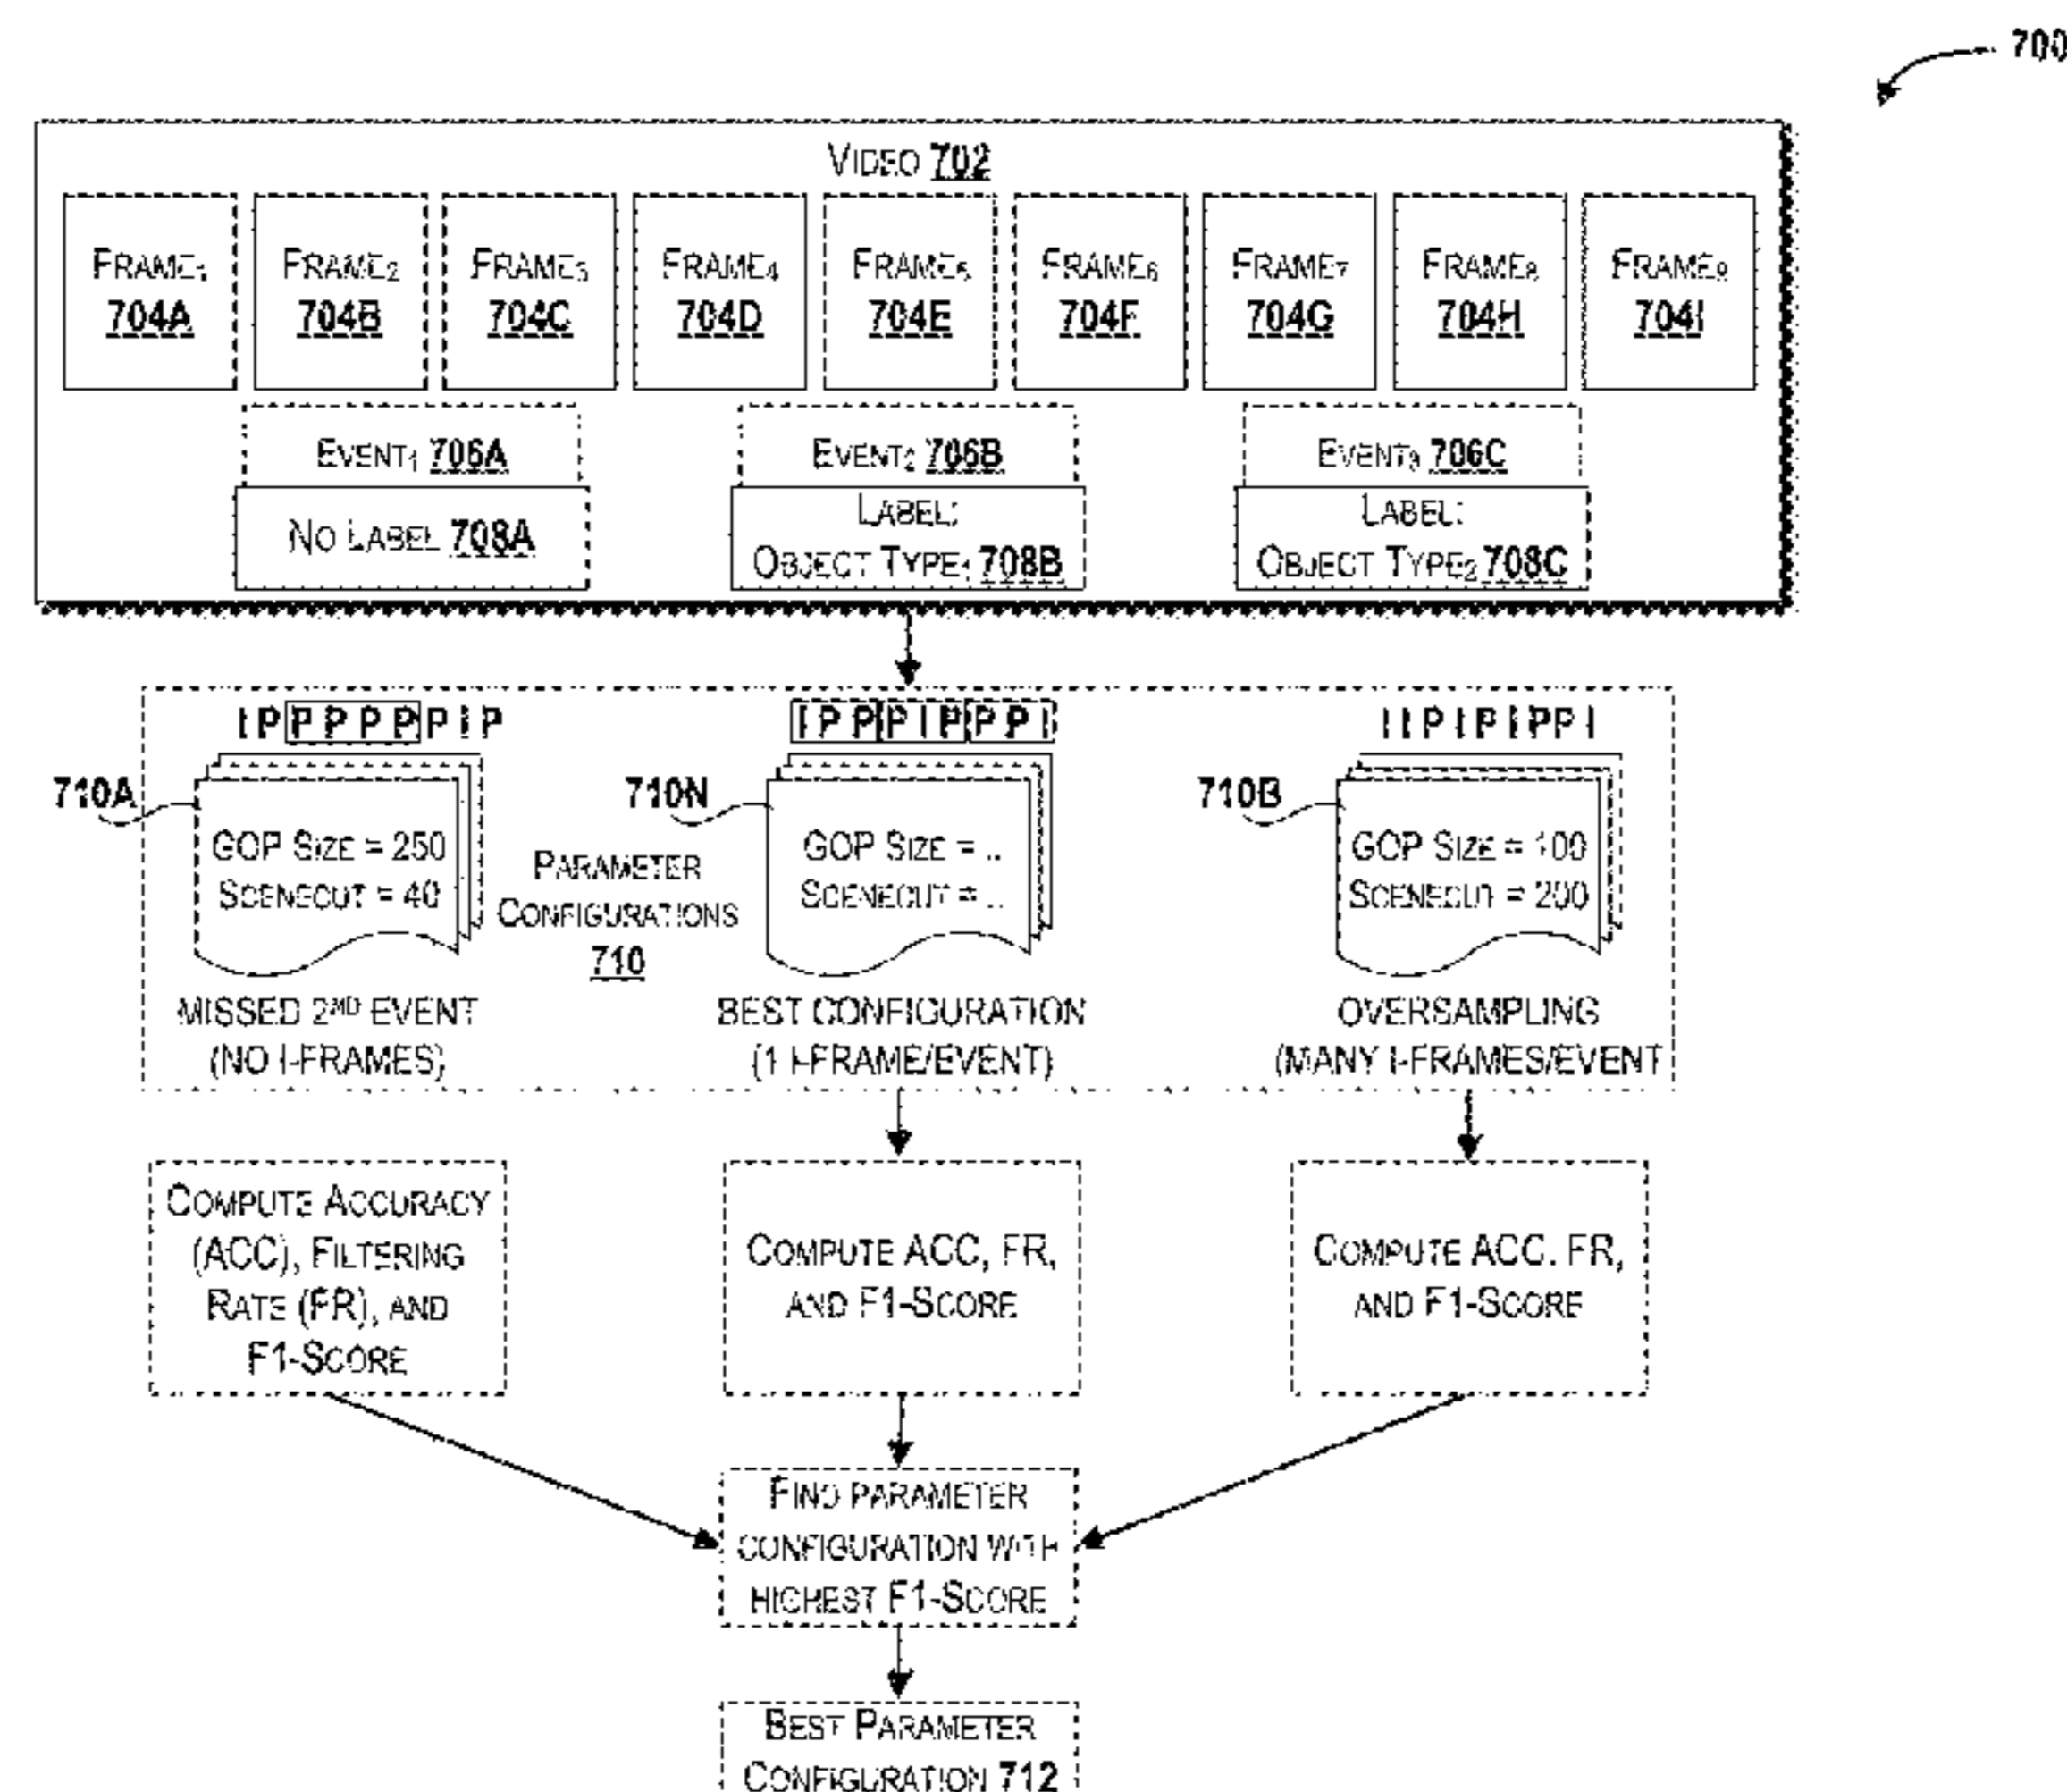 700
VIDEO 702
FRAME1 FRAME2 FRAME3 FRAME4 FRAME5 FRAME6 FRAME7 FRAME8 FRAME9
704A 704B 704C 704D 704E 704F 704G 704H 704I
EVENT1 706A EVENT2 706B EVENT3 706C
NO LABEL 708A
LABEL:
OBJECT TYPE1 708B
LABEL:
OBJECT TYPE2 708C
I P P P P P P I P
I P P P I P P P I
I I P I P I P P I
710A
GOP SIZE = 250
SCENECUT = 40
PARAMETER
CONFIGURATIONS
710
710N
GOP SIZE = ..
SCENECUT = ..
710B
GOP SIZE = 100
SCENECUT = 200
MISSED 2ND EVENT
(NO I-FRAMES)
BEST CONFIGURATION
(1 I-FRAME/EVENT)
OVERSAMPLING
(MANY I-FRAMES/EVENT
COMPUTE ACCURACY
(ACC), FILTERING
RATE (FR), AND
F1-SCORE
COMPUTE ACC, FR,
AND F1-SCORE
COMPUTE ACC, FR,
AND F1-SCORE
FIND PARAMETER
CONFIGURATION WITH
HIGHEST F1-SCORE
BEST PARAMETER
CONFIGURATION 712